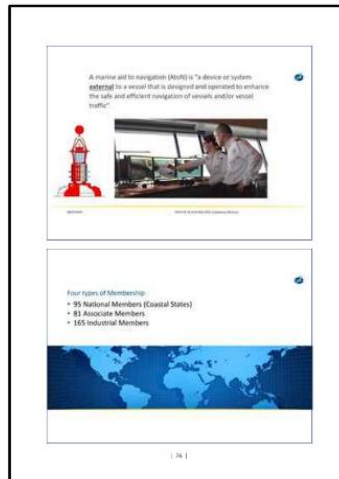 A marine aid to navigation (AtoN) is "a device or system
external to a vessel that is designed and operated to enhance
the safe and efficient navigation of vessels and/or vessel
traffic".
Four types of Membership
• 95 National Members (Coastal States)
• 81 Associate Members
• 165 Industrial Members
| 74 |